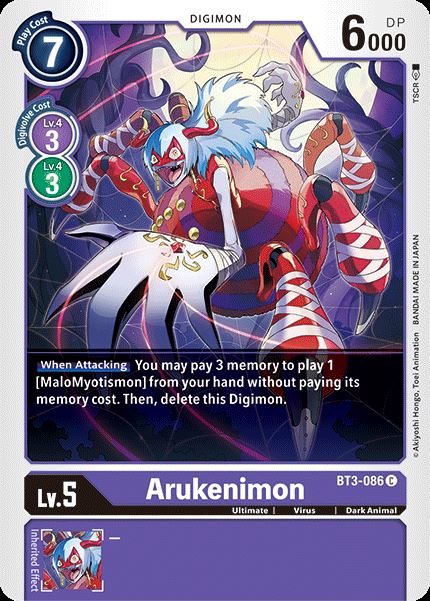 Play Cost
7
DIGIMON
DP
6000
Digivolve Cost
Lv.4
3
Lv.4
3
TSCR
© Akiyoshi Hongo, Toei Animation BANDAI MADE IN JAPAN
When Attacking You may pay 3 memory to play 1
[MaloMyotismon] from your hand without paying its
memory cost. Then, delete this Digimon.
BT3-086 C
Lv.5
Arukenimon
Ultimate | Virus | Dark Animal
Inherited Effect
–